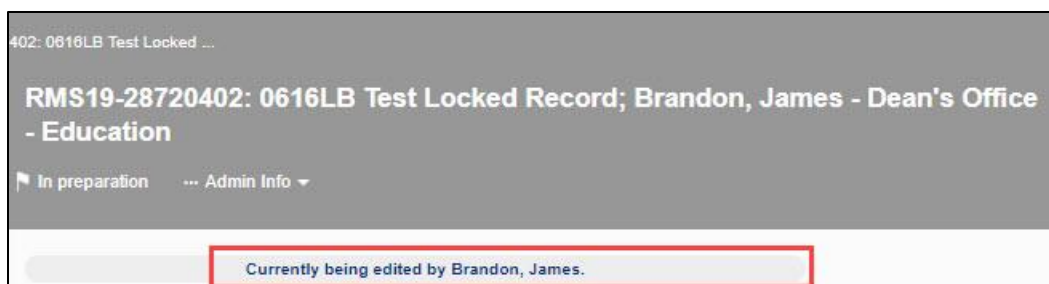 402: 0616LB Test Locked ...
RMS19-28720402: 0616LB Test Locked Record; Brandon, James - Dean's Office
- Education
In preparation ... Admin Info
Currently being edited by Brandon, James.